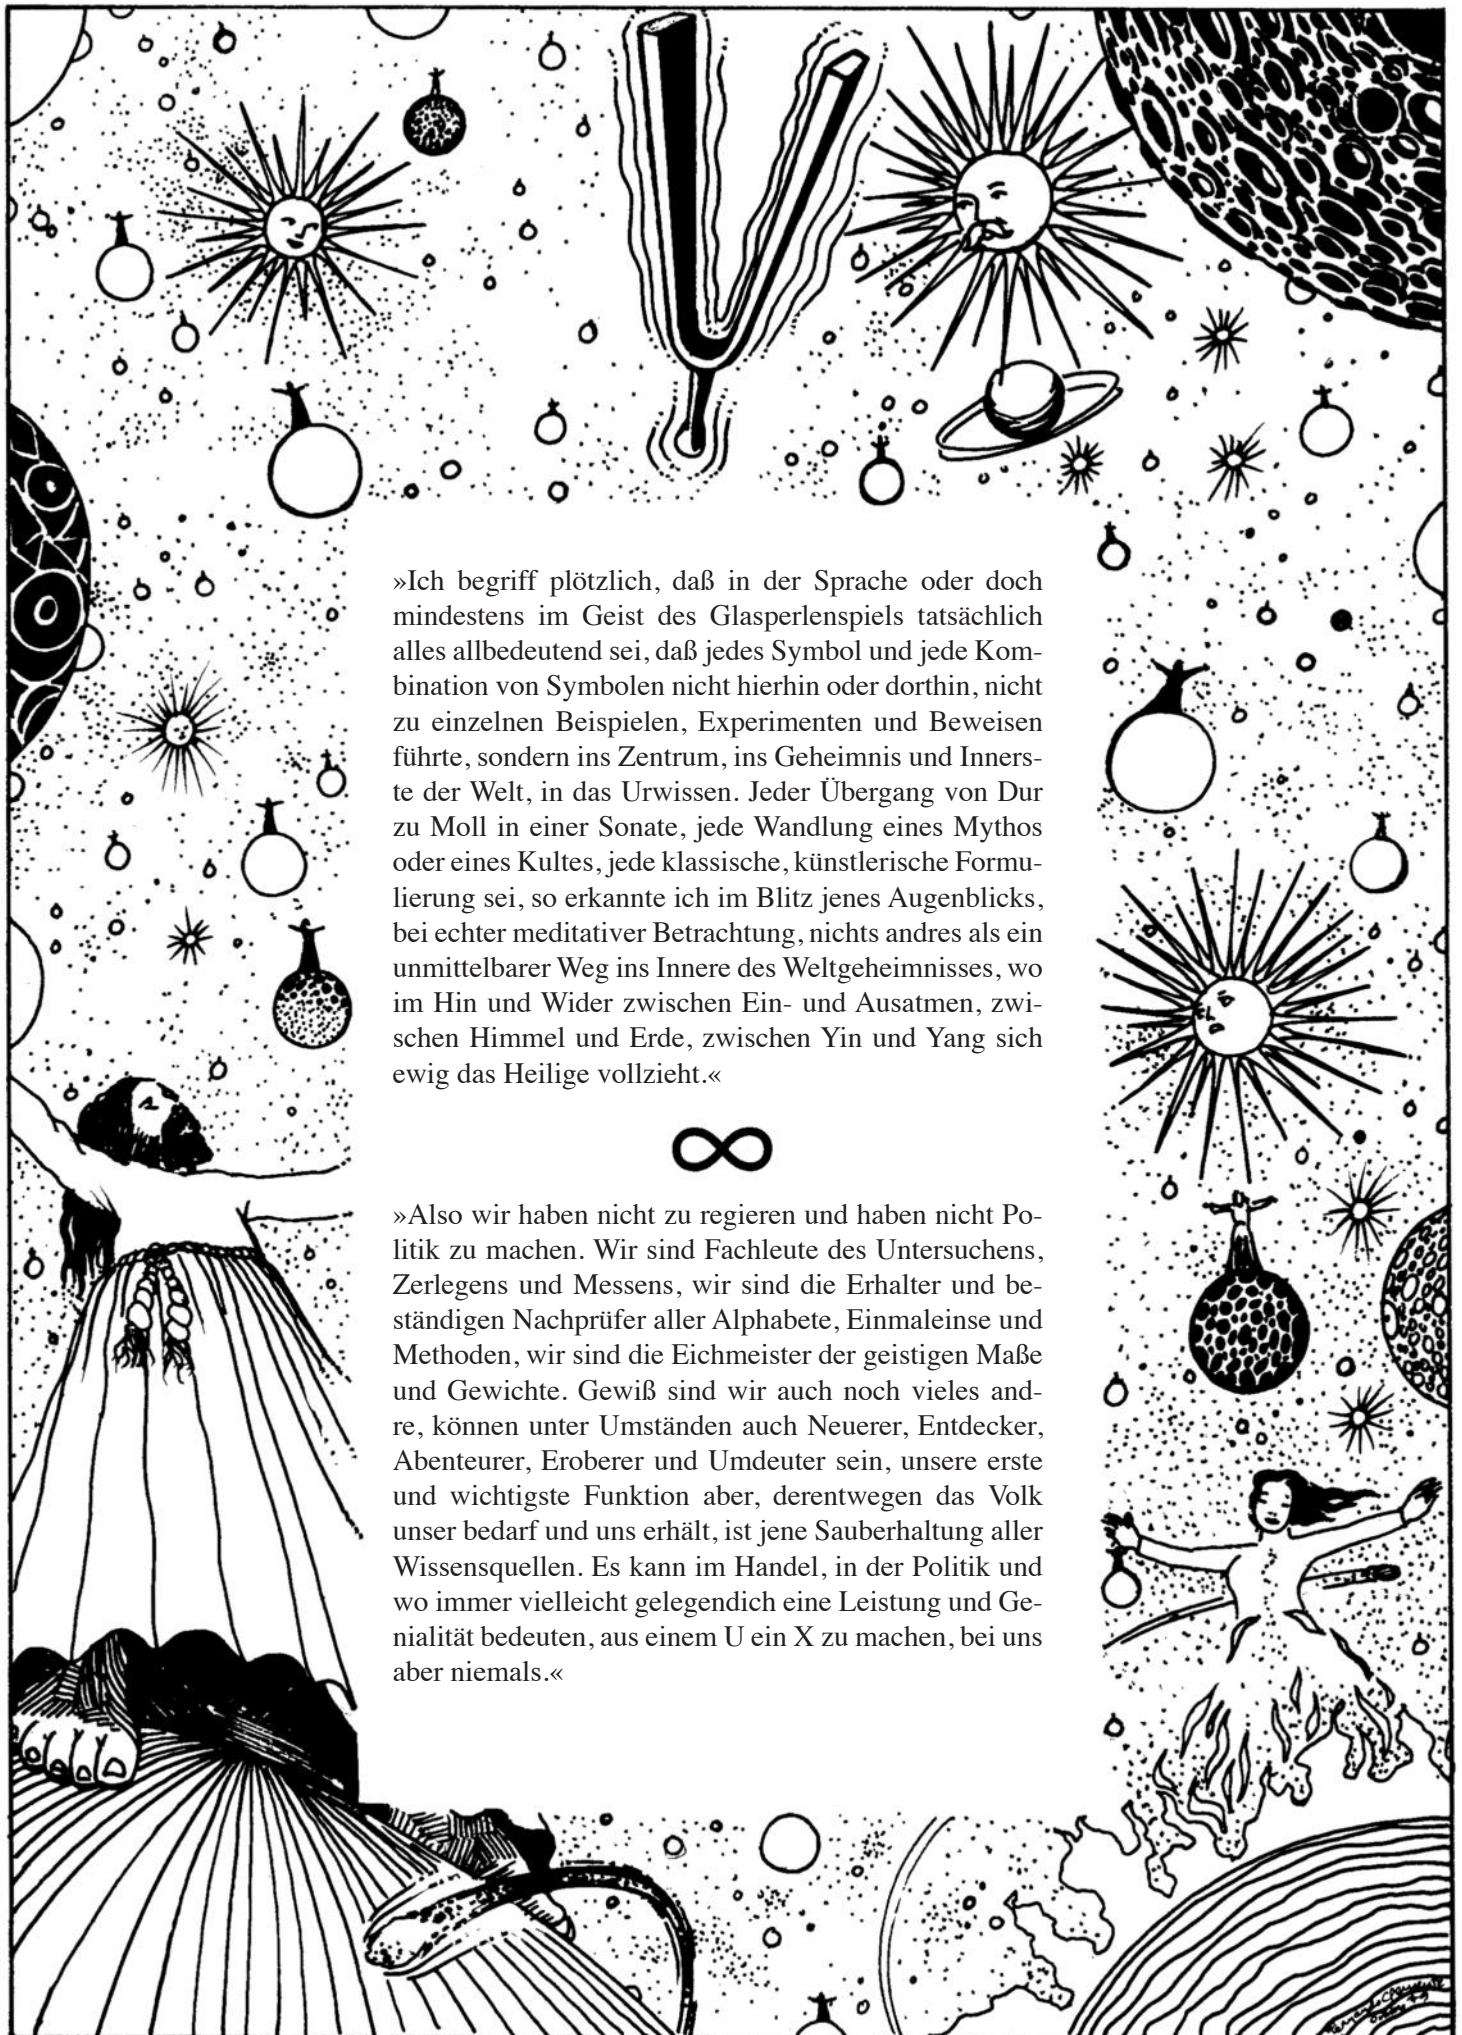 »Ich begriff plötzlich, daß in der Sprache oder doch
mindestens im Geist des Glasperlenspiels tatsächlich
alles allbedeutend sei, daß jedes Symbol und jede Kom-
bination von Symbolen nicht hierhin oder dorthin, nicht
zu einzelnen Beispielen, Experimenten und Beweisen
führte, sondern ins Zentrum, ins Geheimnis und Inners-
te der Welt, in das Urwissen. Jeder Übergang von Dur
zu Moll in einer Sonate, jede Wandlung eines Mythos
oder eines Kultes, jede klassische, künstlerische Formu-
lierung sei, so erkannte ich im Blitz jenes Augenblicks,
bei echter meditativer Betrachtung, nichts andres als ein
unmittelbarer Weg ins Innere des Weltgeheimnisses, wo
im Hin und Wider zwischen Ein- und Ausatmen, zwi-
schen Himmel und Erde, zwischen Yin und Yang sich
ewig das Heilige vollzieht.«
∞
»Also wir haben nicht zu regieren und haben nicht Po-
litik zu machen. Wir sind Fachleute des Untersuchens,
Zerlegens und Messens, wir sind die Erhalter und be-
ständigen Nachprüfer aller Alphabete, Einmaleinse und
Methoden, wir sind die Eichmeister der geistigen Maße
und Gewichte. Gewiß sind wir auch noch vieles and-
re, können unter Umständen auch Neuerer, Entdecker,
Abenteurer, Eroberer und Umdeuter sein, unsere erste
und wichtigste Funktion aber, derentwegen das Volk
unser bedarf und uns erhält, ist jene Sauberhaltung aller
Wissensquellen. Es kann im Handel, in der Politik und
wo immer vielleicht gelegendich eine Leistung und Ge-
nialität bedeuten, aus einem U ein X zu machen, bei uns
aber niemals.«